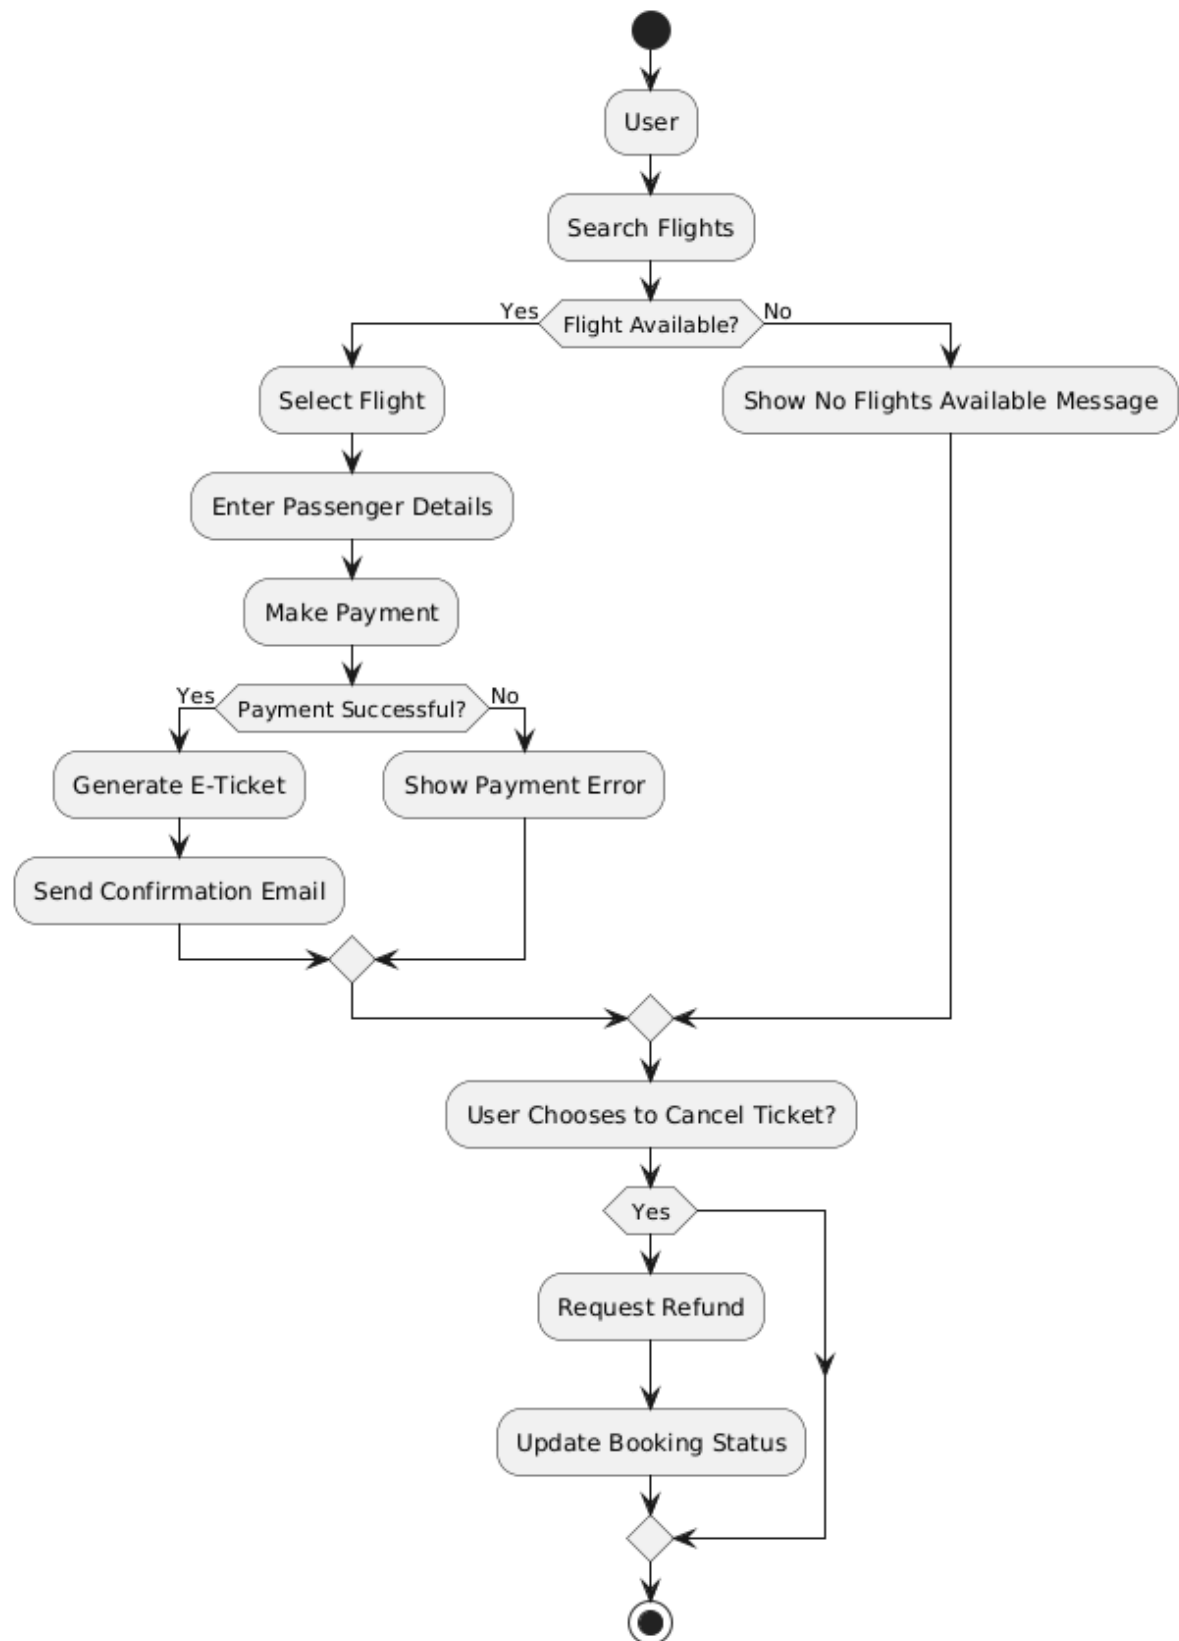 User
Search Flights
Yes
Flight Available?
No
Select Flight
Show No Flights Available Message
Enter Passenger Details
Make Payment
Yes
Payment Successful?
No
Generate E-Ticket
Show Payment Error
Send Confirmation Email
User Chooses to Cancel Ticket?
Yes
Request Refund
Update Booking Status